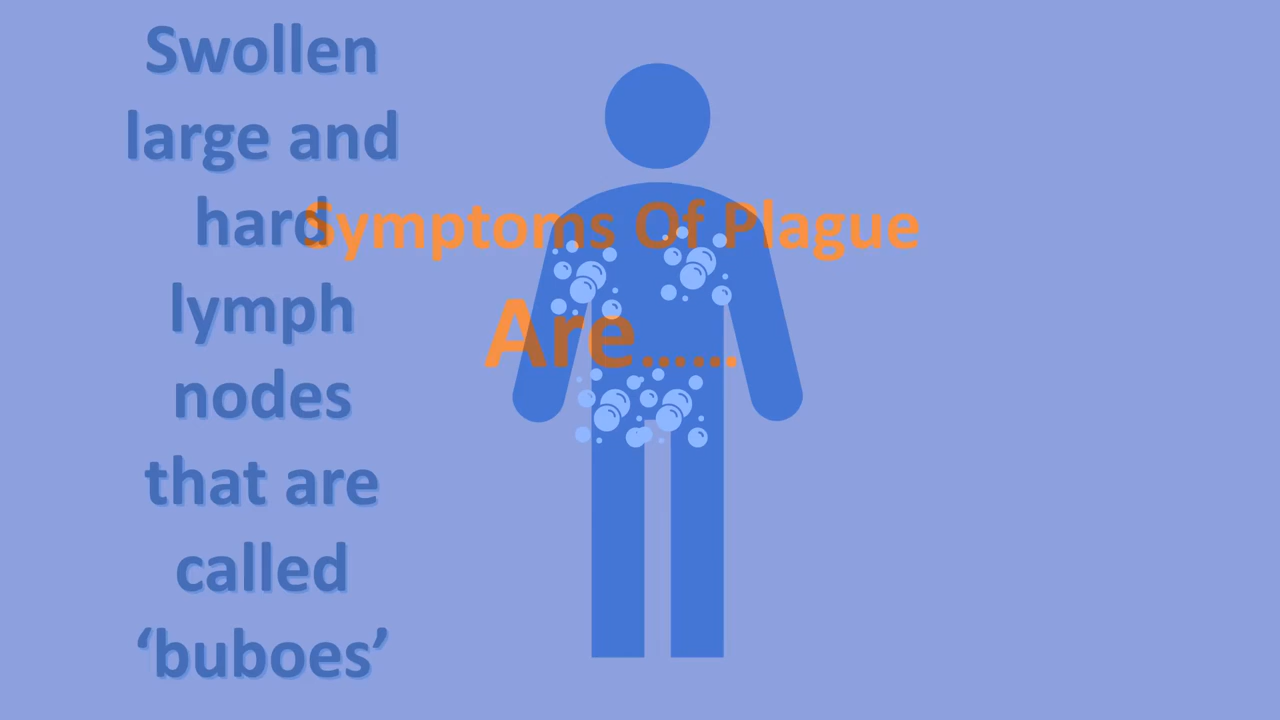 Swollen
large and
hard
lymph
nodes
that are
called
‘buboes’
Symptoms Of Plague
Are......